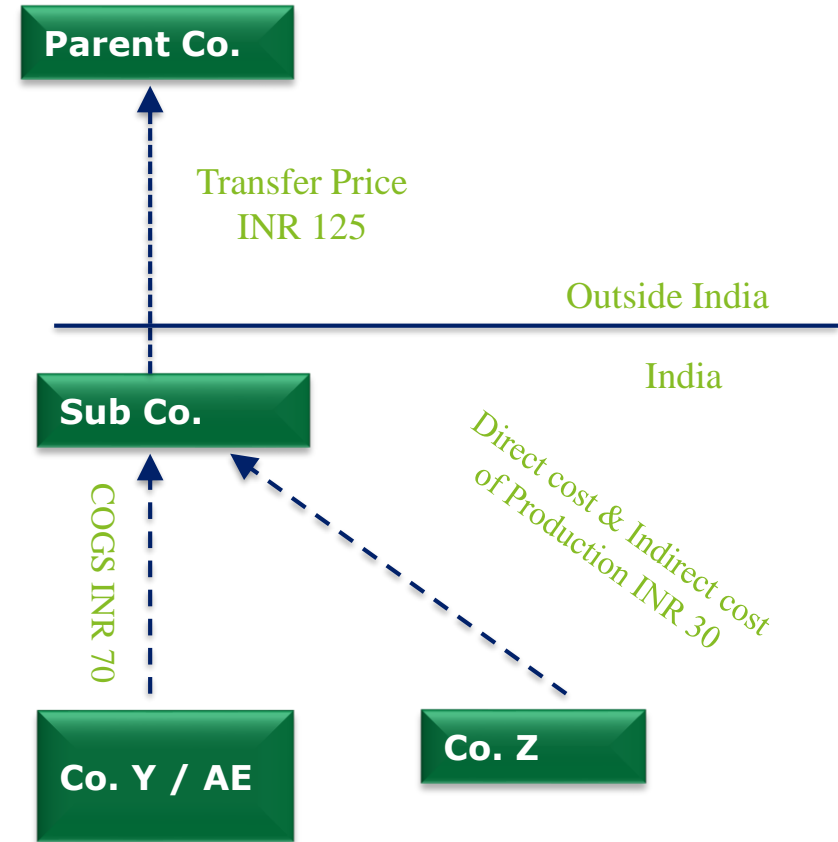 Parent Co.
Transfer Price
INR 125
Outside India
India
Sub Co.
Direct cost & Indirect cost
of Production INR 30
COGS INR 70
Co. Y / AE
Co. Z